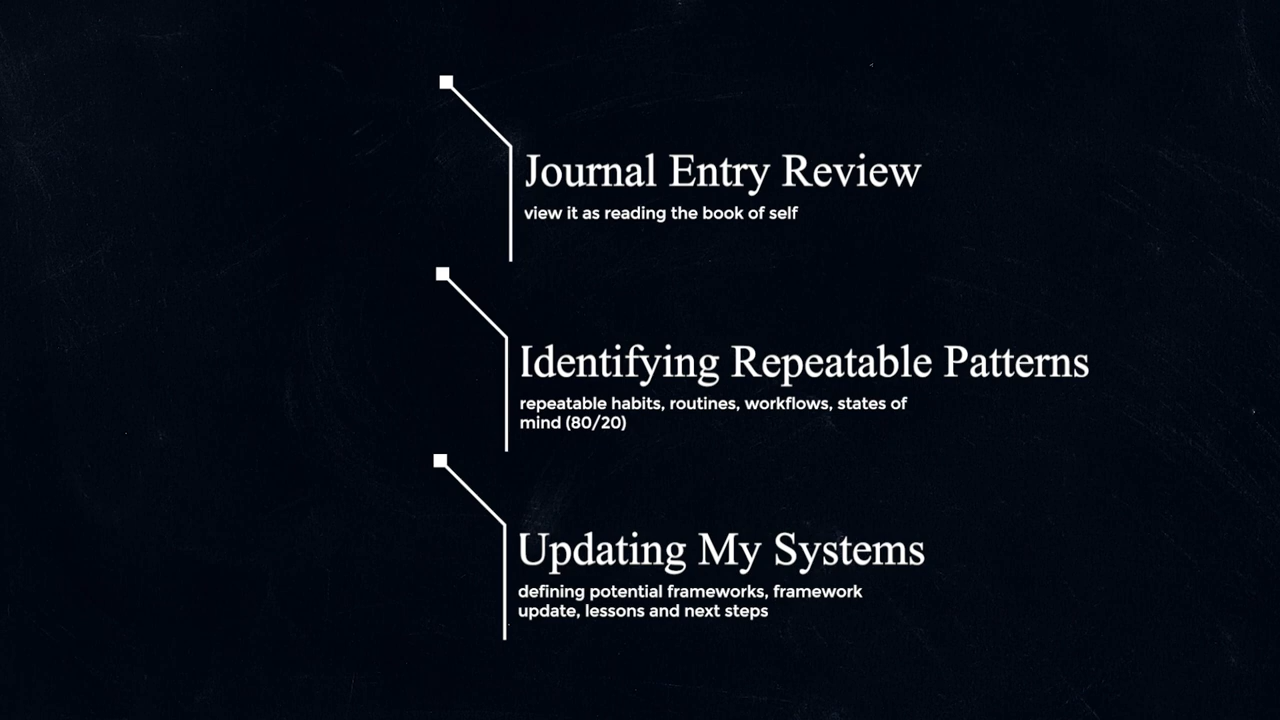 Journal Entry Review
view it as reading the book of self
Identifying Repeatable Patterns
repeatable habits, routines, workflows, states of
mind (80/20)
Updating My Systems
defining potential frameworks, framework
update, lessons and next steps